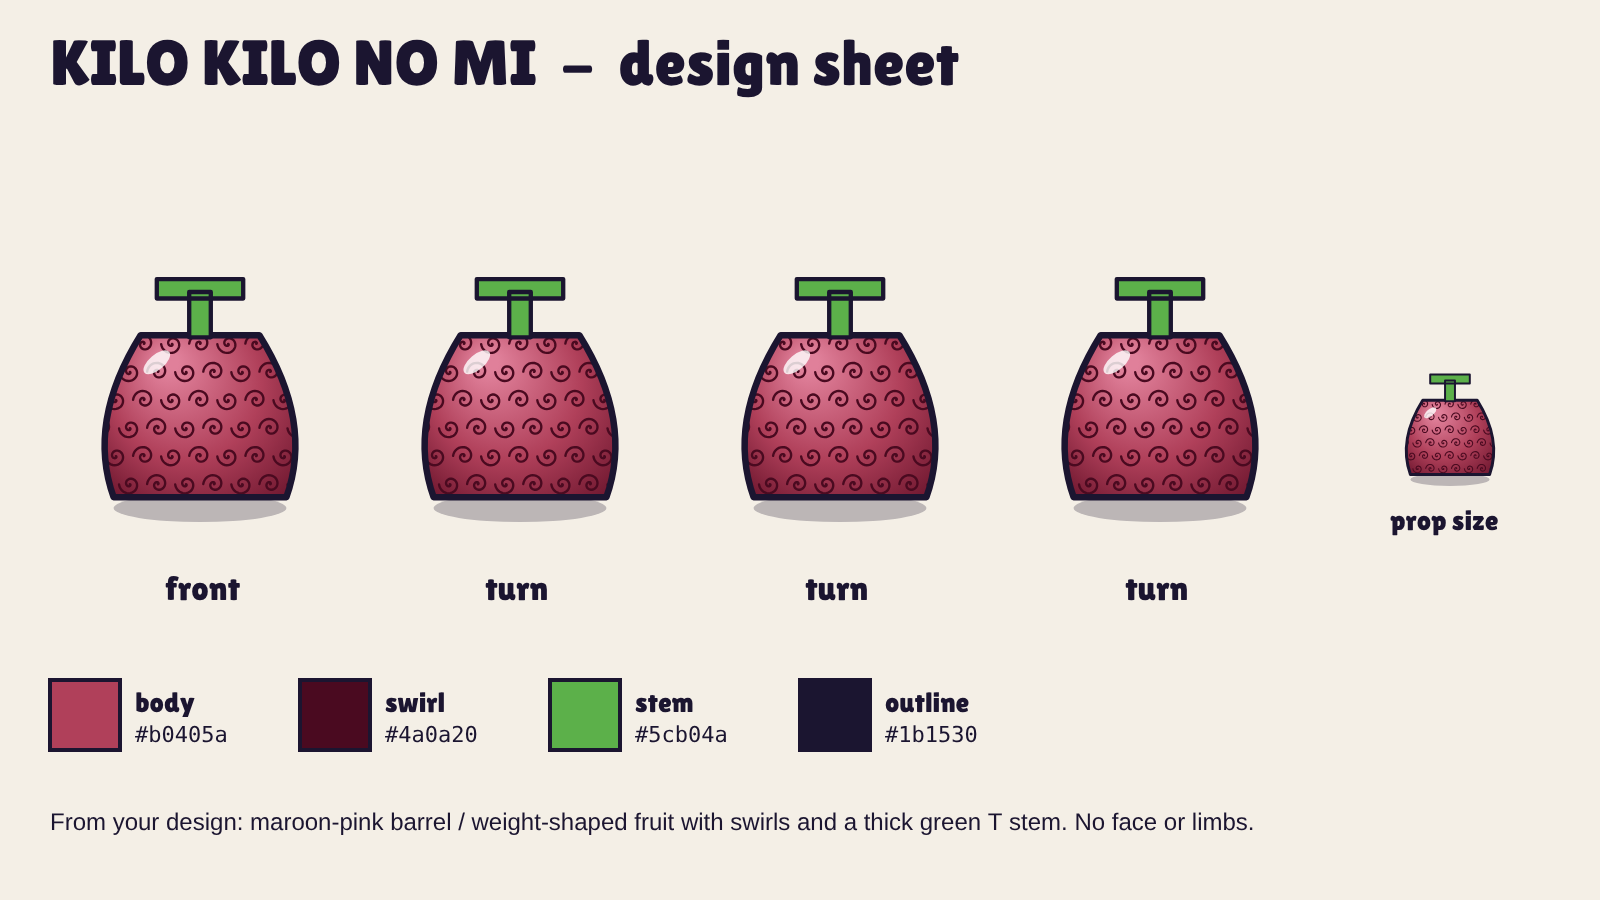 KILO KILO NO MI – design sheet
prop size
front
turn
turn
turn
body
#b0405a
swirl
#4a0a20
stem
#5cb04a
outline
#1b1530
From your design: maroon-pink barrel / weight-shaped fruit with swirls and a thick green T stem. No face or limbs.